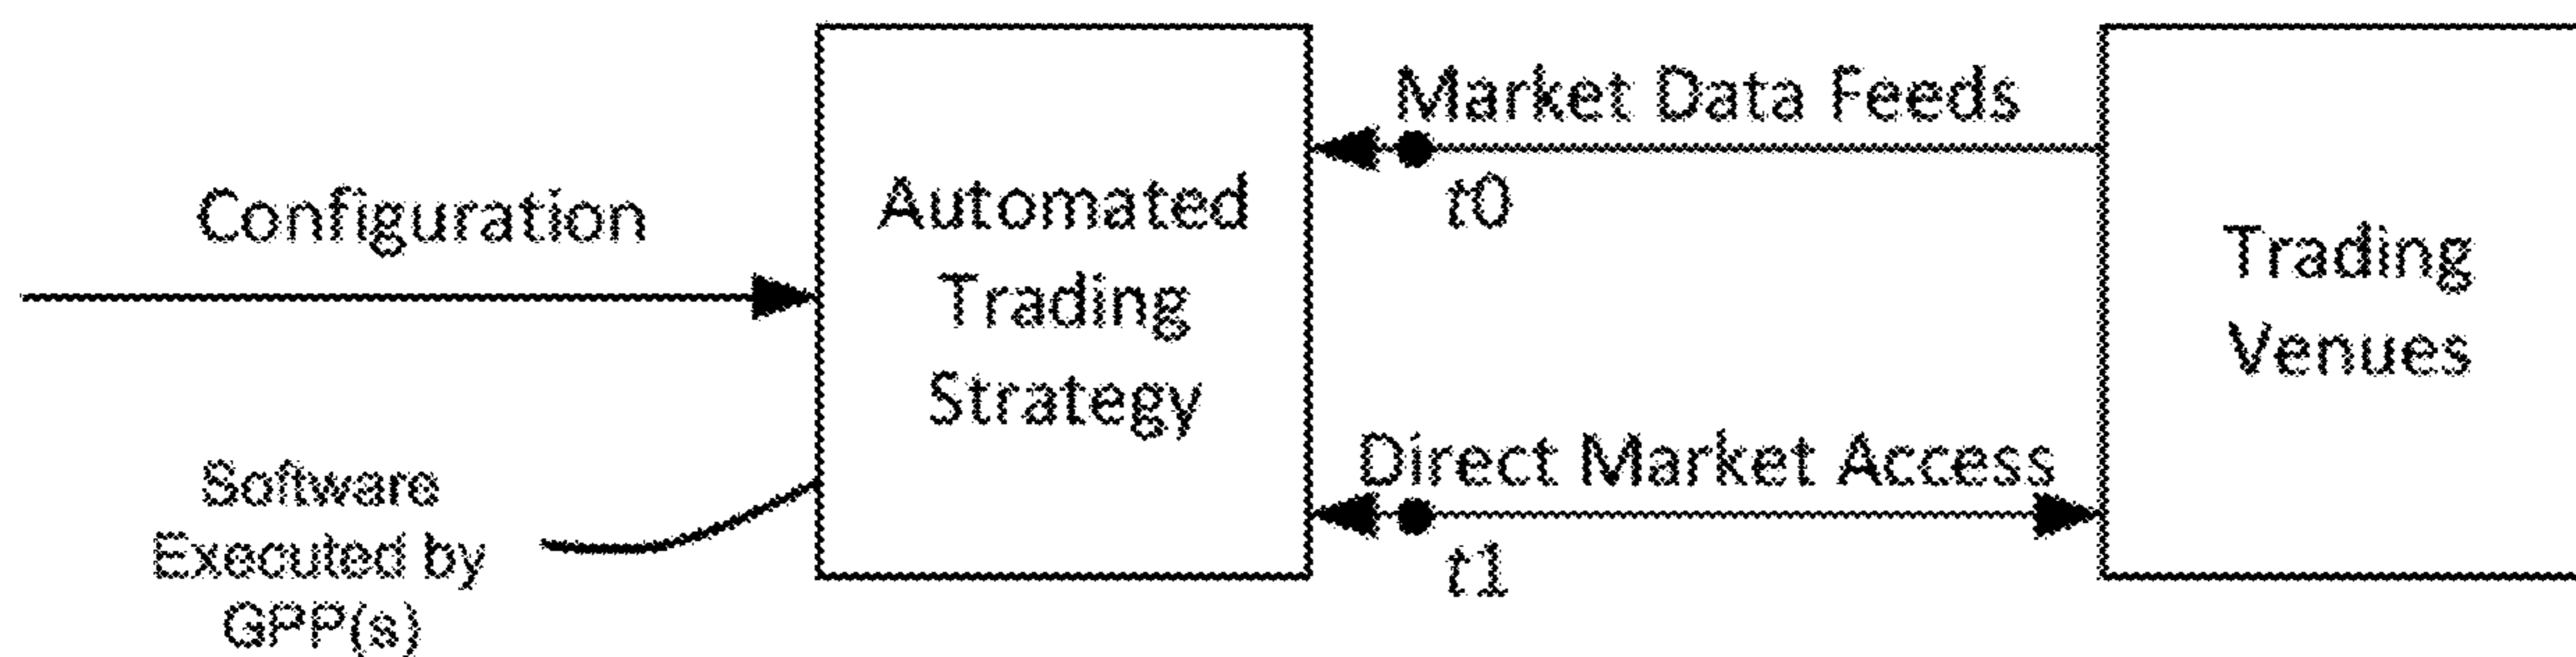 Configuration
Software
Executed by
GPP(s)
Automated
Trading
Strategy
Market Data Feeds
t0
Direct Market Access
t1
Trading
Venues